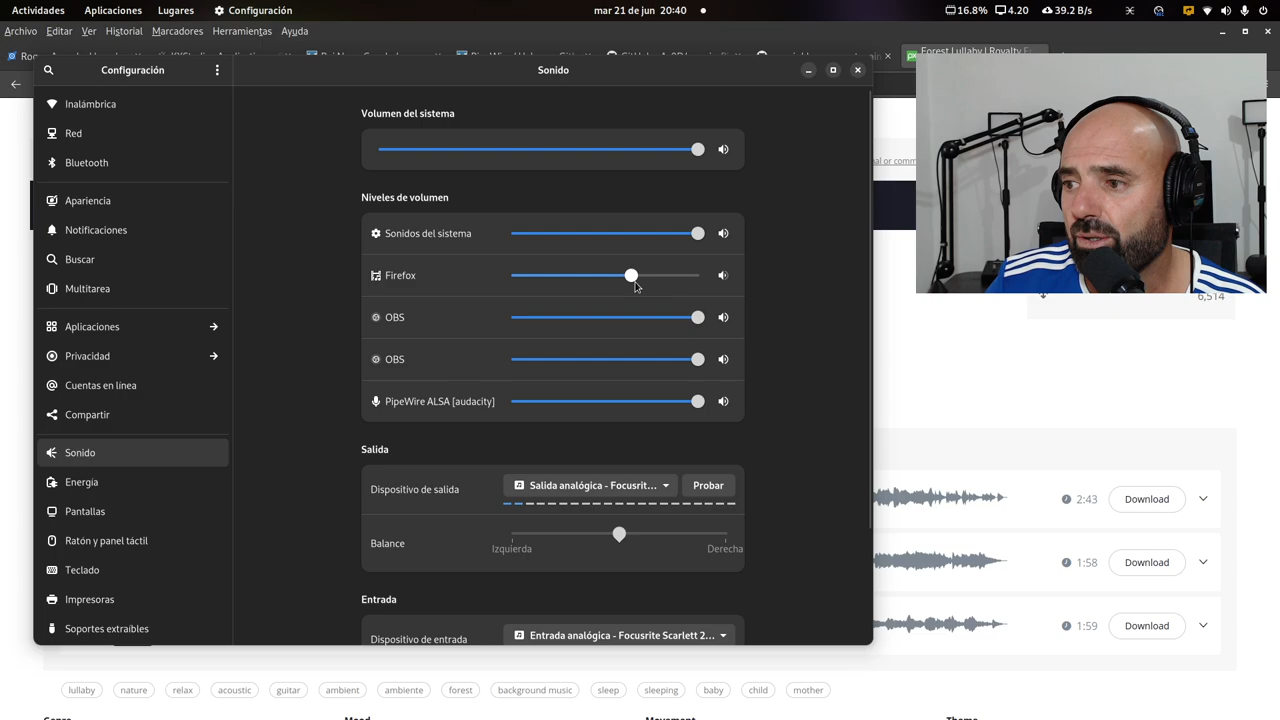 Actividades Aplicaciones Lugares Configuración mar 21 de jun 20:40 16.8% 4.20 39.2 B/s
Archivo Editar Ver Historial Marcadores Herramientas Ayuda
Forest Lullaby | Royalty
Configuración
Sonido
Inalámbrica
Red
Bluetooth
Apariencia
Notificaciones
Buscar
Multitarea
Aplicaciones
Privacidad
Cuentas en línea
Compartir
Sonido
Energía
Pantallas
Ratón y panel táctil
Teclado
Impresoras
Soportes extraíbles
Volumen del sistema
Niveles de volumen
Sonidos del sistema
Firefox
OBS
OBS
PipeWire ALSA [audacity]
Salida
Dispositivo de salida Salida analógica - Focusrit... Probar
Balance
Izquierda Derecha
Entrada
Dispositivo de entrada Entrada analógica - Focusrite Scarlett 2...
6,514
2:43 Download
1:58 Download
1:59 Download
lullaby nature relax acoustic guitar ambient ambiente forest background music sleep sleeping baby child mother